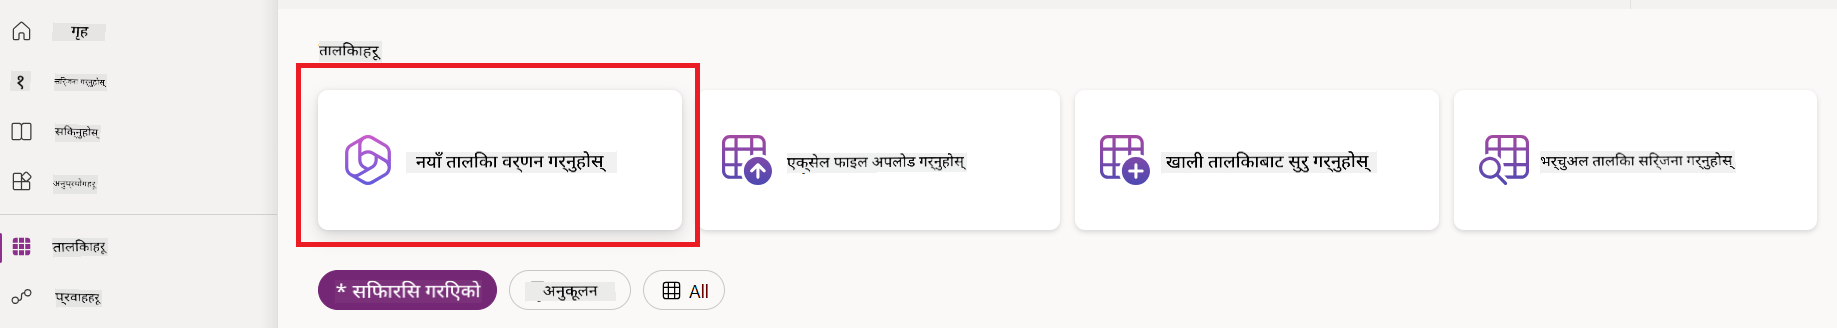 गृह
१
सिर्जना गर्नुहोस्
सिक्नुहोस्
अनुप्रयोगहरू
तालिकाहरू
प्रवाहहरू
तालिकाहरू
नयाँ तालिका वर्णन गर्नुहोस्
एक्सेल फाइल अपलोड गर्नुहोस्
खाली तालिकाबाट सुरु गर्नुहोस्
भर्चुअल तालिका सिर्जना गर्नुहोस्
* सिफारिस गरिएको
अनुकूलन
All